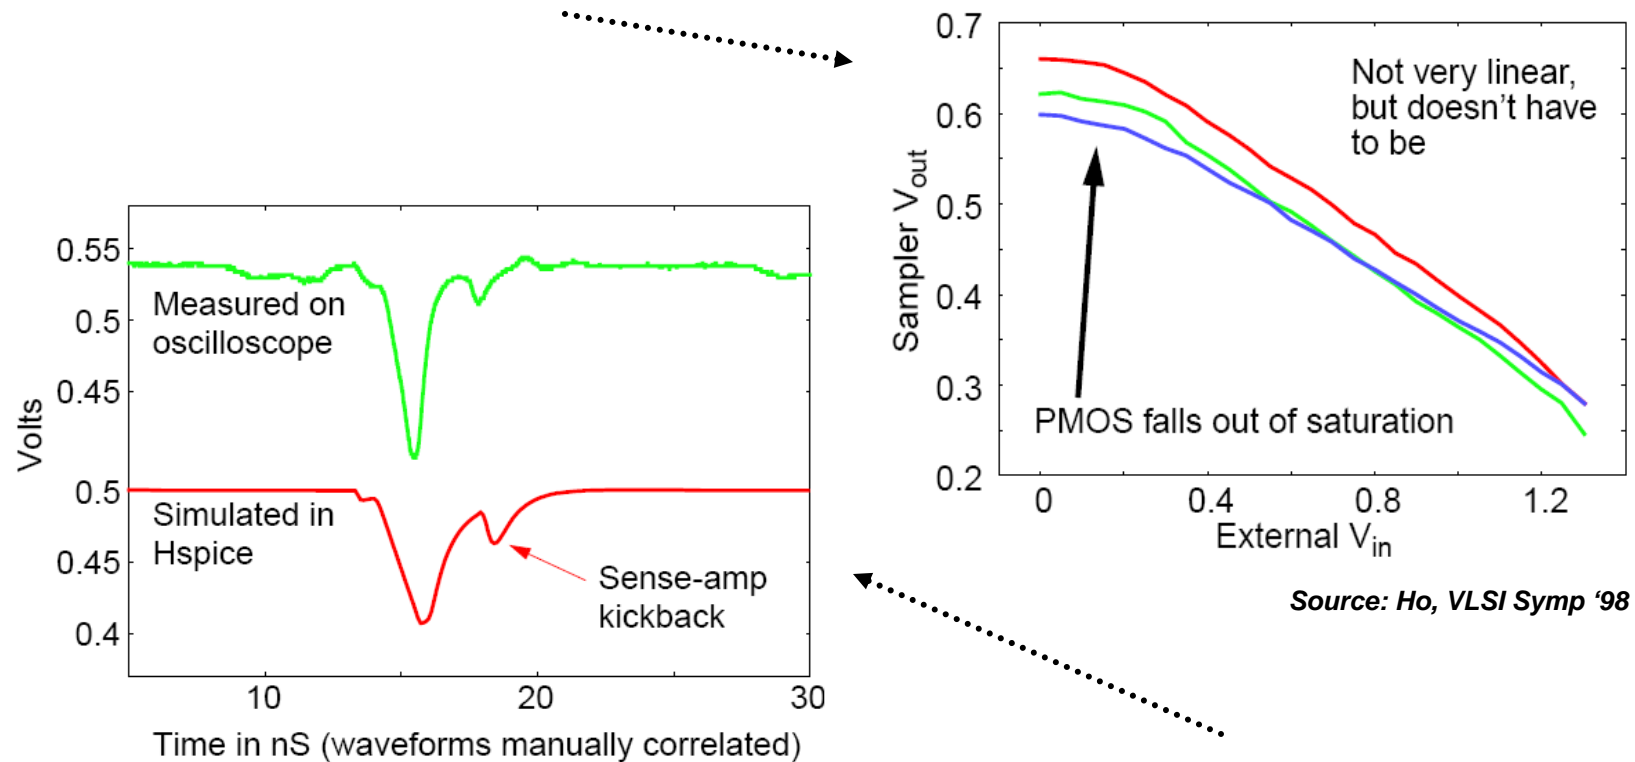 0.55
0.5
0.45
0.5
0.45
0.4
Volts
Measured on
oscilloscope
Simulated in
Hspice
Sense-amp
kickback
10
20
30
Time in nS (waveforms manually correlated)
0.7
0.6
0.5
0.4
0.3
0.2
Sampler Vout
Not very linear,
but doesn't have
to be
PMOS falls out of saturation
0
0.4
0.8
1.2
External Vin
Source: Ho, VLSI Symp ‘98